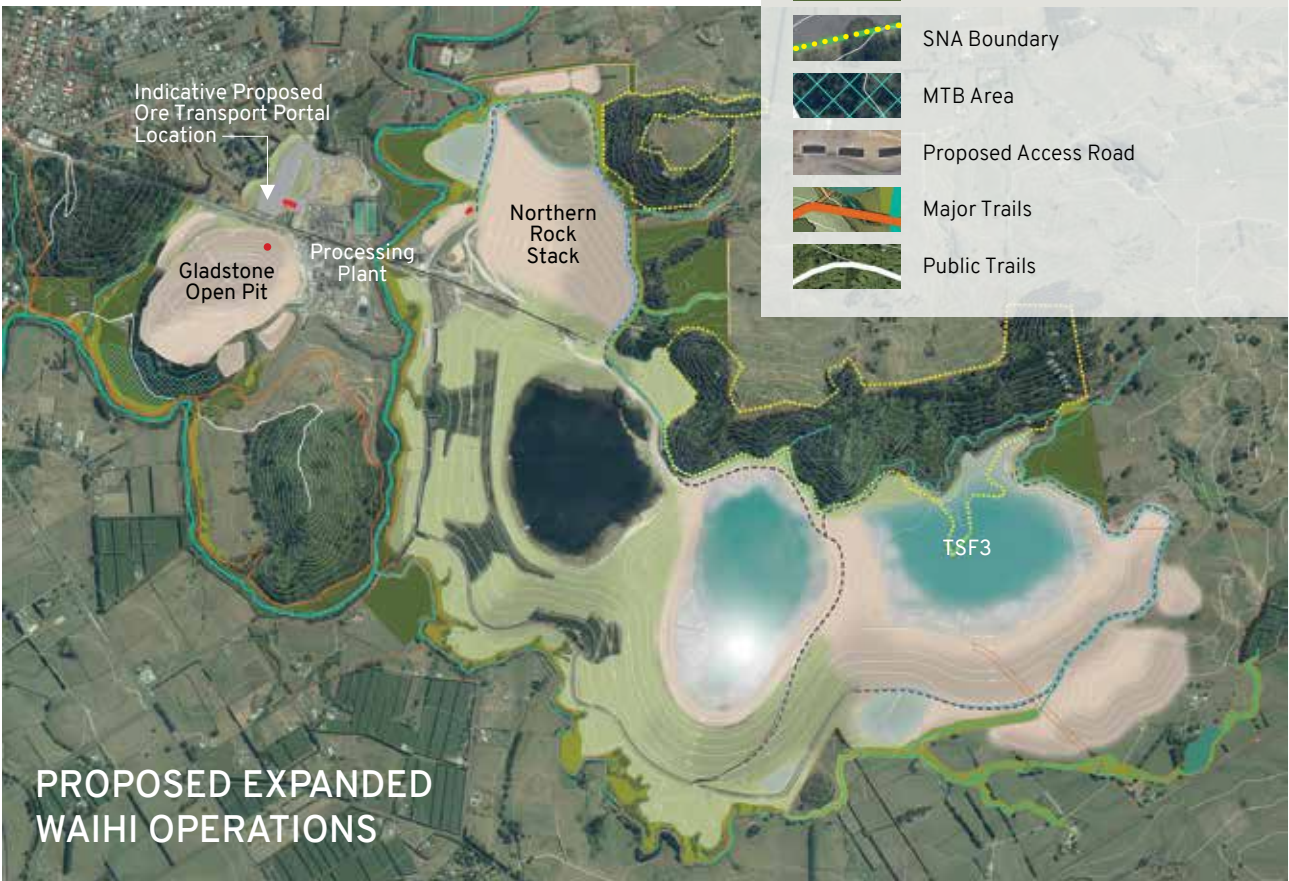 SNA Boundary
MTB Area
Proposed Access Road
Major Trails
Public Trails
Indicative Proposed
Ore Transport Portal
Location
Northern
Rock
Stack
Processing
Plant
Gladstone
Open Pit
TSF3
PROPOSED EXPANDED
WAIHI OPERATIONS